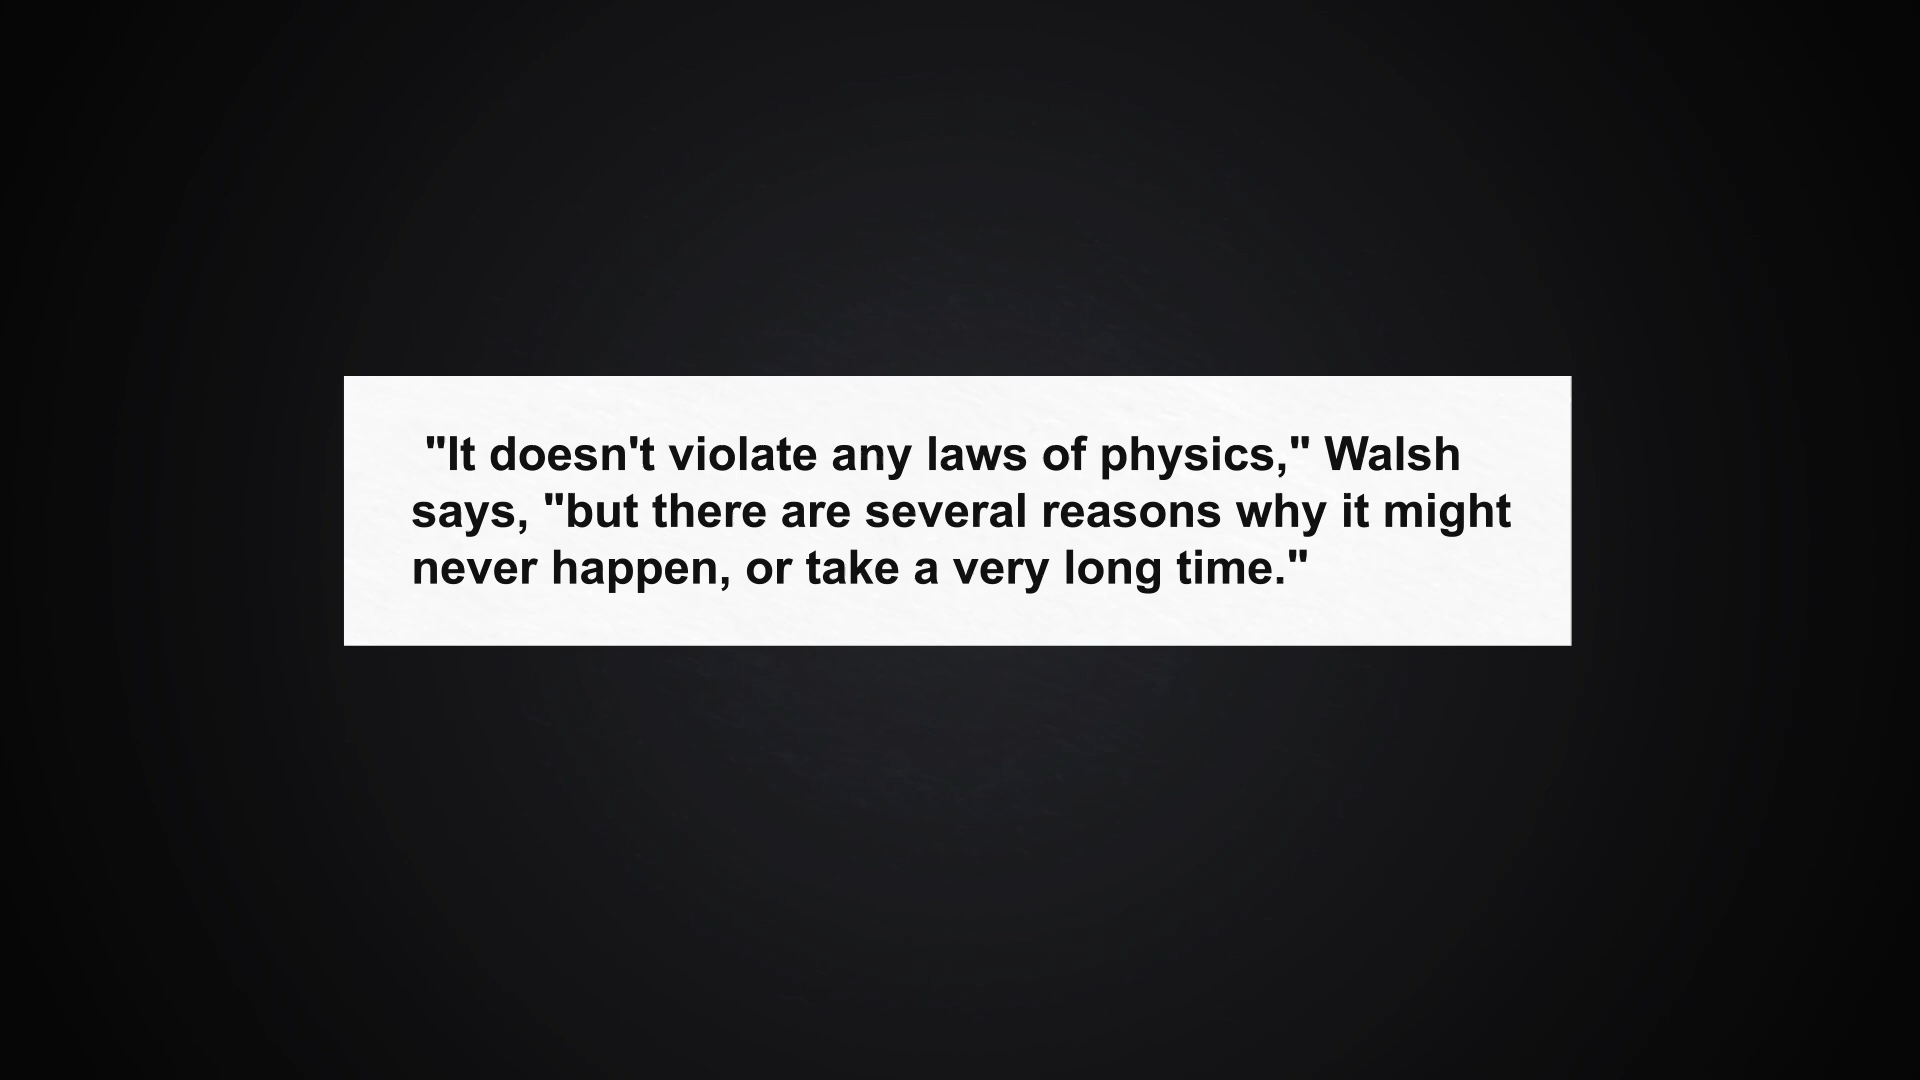 "It doesn't violate any laws of physics," Walsh
says, "but there are several reasons why it might
never happen, or take a very long time."